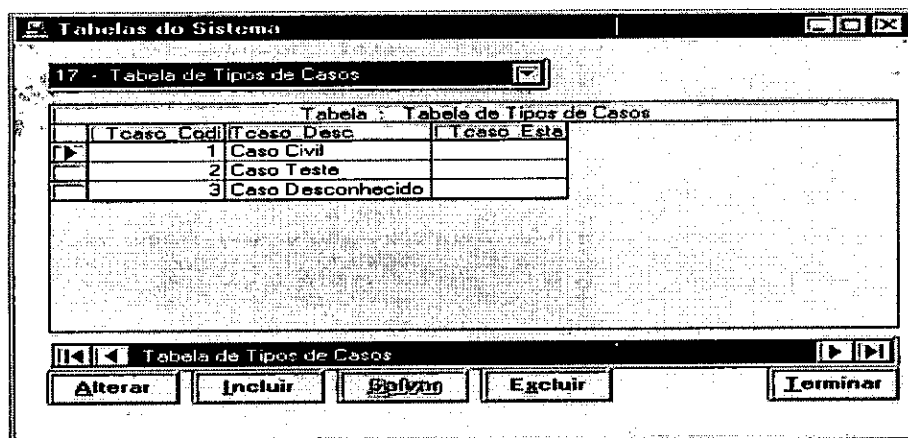 Tabelas do Sistema
17 - Tabela de Tipos de Casos
Tabela : Tabela de Tipos de Casos
Tcaso_Codi Tcaso_Desc Tcaso_Esta
1 Caso Civil
2 Caso Teste
3 Caso Desconhecido
Tabela de Tipos de Casos
Alterar Incluir Salvar Excluir Terminar